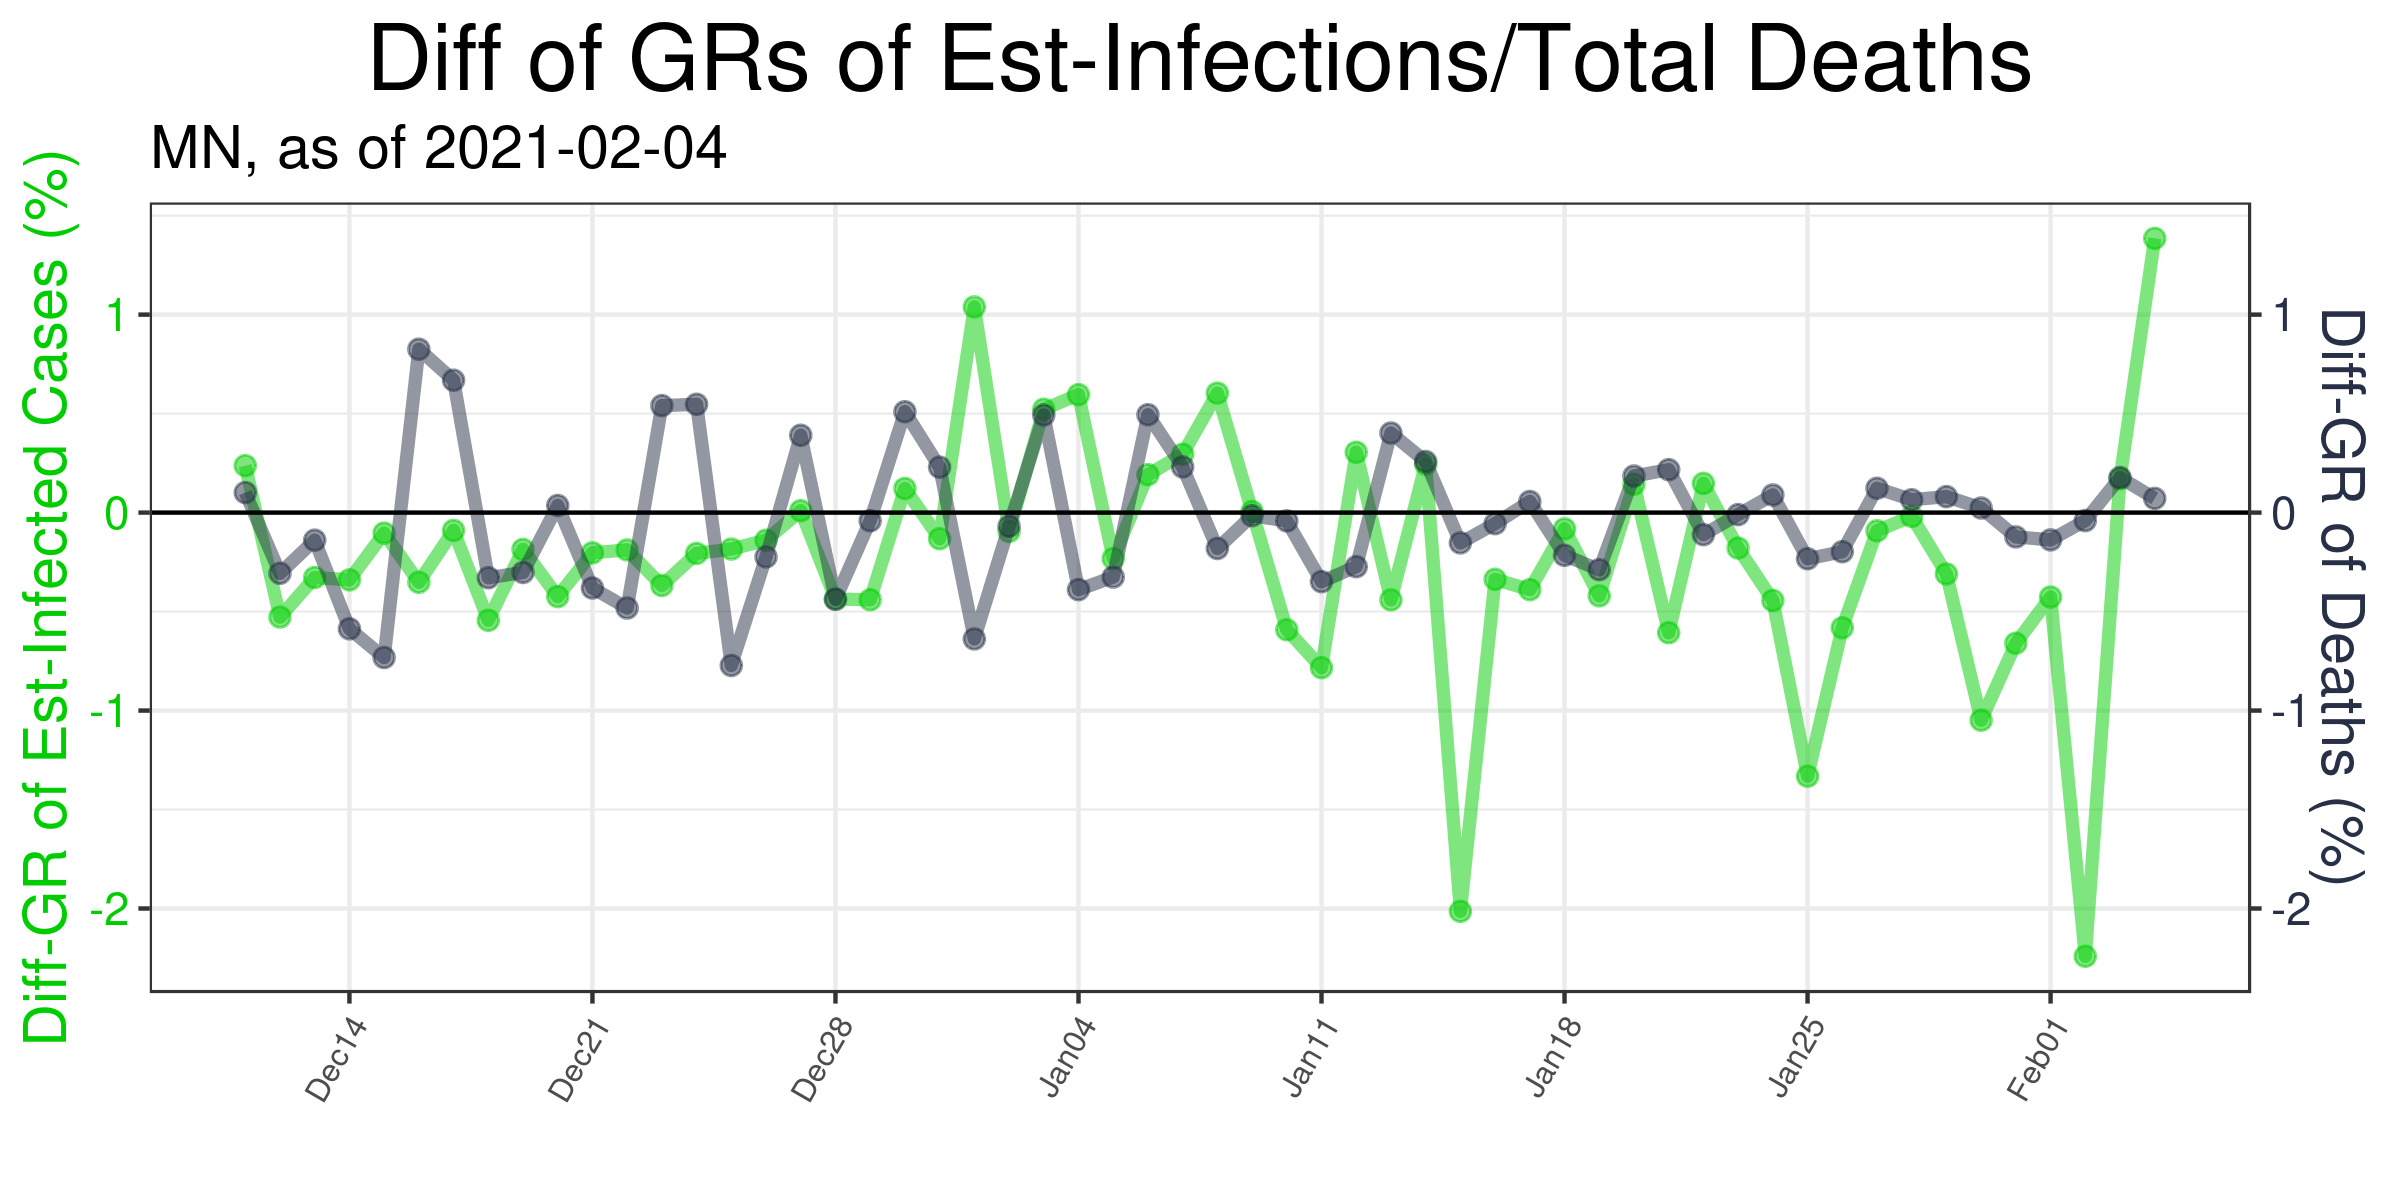 Diff of GRs of Est-Infections/Total Deaths
MN, as of 2021-02-04
Diff-GR of Est-Infected Cases (%)
1
0
-1
-2
1
0
-1
-2
Diff-GR of Deaths (%)
Dec14
Dec21
Dec28
Jan04
Jan11
Jan18
Jan25
Feb01